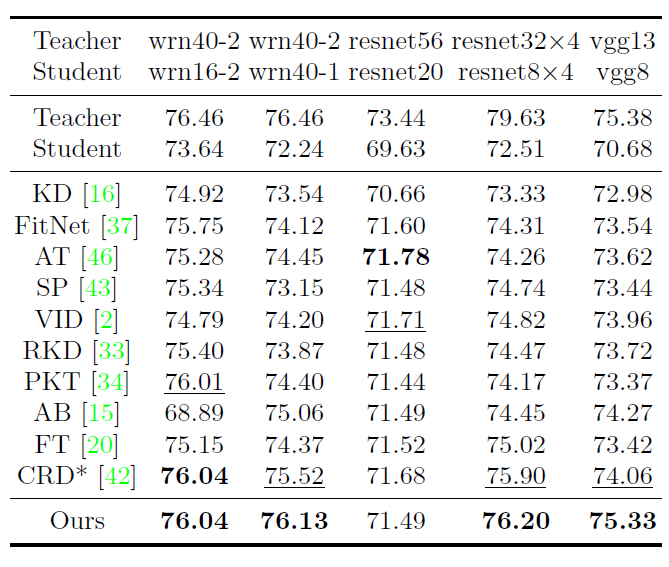 Teacher wrn40-2 wrn40-2 resnet56 resnet32×4 vgg13
Student wrn16-2 wrn40-1 resnet20 resnet8×4 vgg8
Teacher 76.46 76.46 73.44 79.63 75.38
Student 73.64 72.24 69.63 72.51 70.68
KD [16] 74.92 73.54 70.66 73.33 72.98
FitNet [37] 75.75 74.12 71.60 74.31 73.54
AT [46] 75.28 74.45 71.78 74.26 73.62
SP [43] 75.34 73.15 71.48 74.74 73.44
VID [2] 74.79 74.20 71.71 74.82 73.96
RKD [33] 75.40 73.87 71.48 74.47 73.72
PKT [34] 76.01 74.40 71.44 74.17 73.37
AB [15] 68.89 75.06 71.49 74.45 74.27
FT [20] 75.15 74.37 71.52 75.02 73.42
CRD* [42] 76.04 75.52 71.68 75.90 74.06
Ours 76.04 76.13 71.49 76.20 75.33